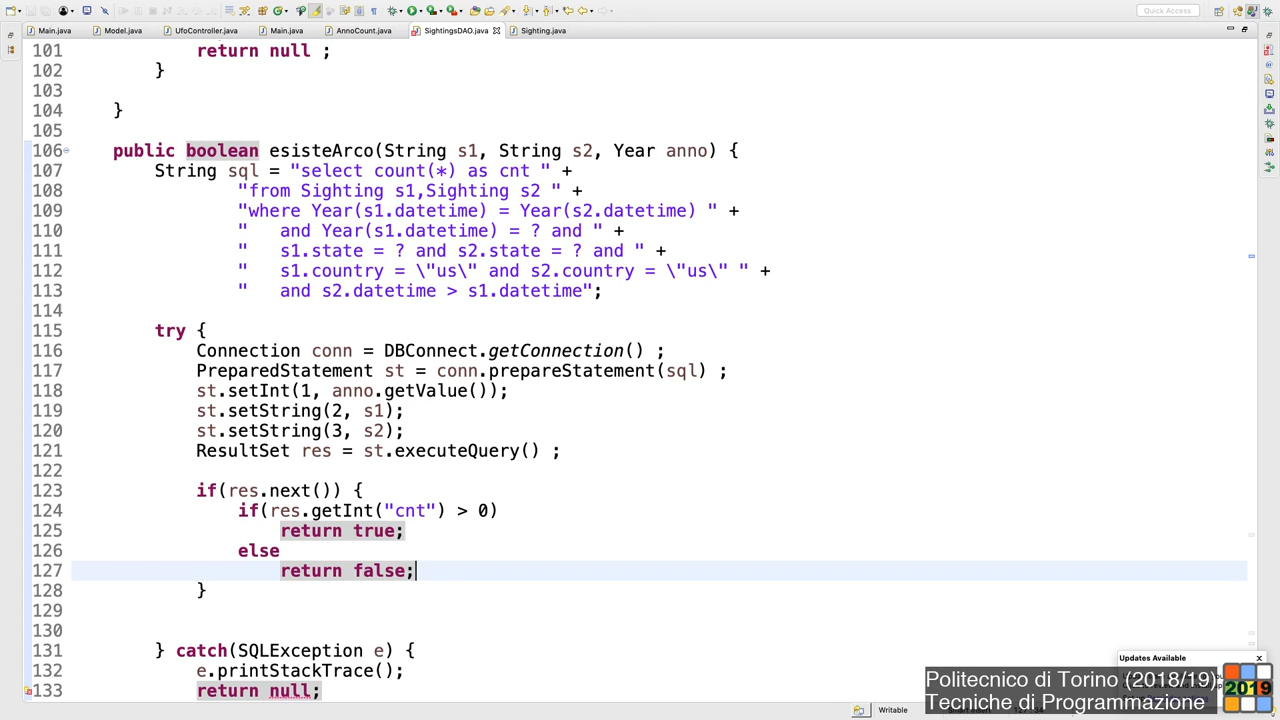 Quick Access
Main.java Model.java UfoController.java Main.java AnnoCount.java SightingsDAO.java Sighting.java
101 return null ;
102 }
103
104 }
105
106 public boolean esisteArco(String s1, String s2, Year anno) {
107 String sql = "select count(*) as cnt " +
108 "from Sighting s1,Sighting s2 " +
109 "where Year(s1.datetime) = Year(s2.datetime) " +
110 " and Year(s1.datetime) = ? and " +
111 " s1.state = ? and s2.state = ? and " +
112 " s1.country = \"us\" and s2.country = \"us\" " +
113 " and s2.datetime > s1.datetime";
114
115 try {
116 Connection conn = DBConnect.getConnection() ;
117 PreparedStatement st = conn.prepareStatement(sql) ;
118 st.setInt(1, anno.getValue());
119 st.setString(2, s1);
120 st.setString(3, s2);
121 ResultSet res = st.executeQuery() ;
122
123 if(res.next()) {
124 if(res.getInt("cnt") > 0)
125 return true;
126 else
127 return false;
128 }
129
130
131 } catch(SQLException e) {
132 e.printStackTrace();
133 return null;
Updates Available
Politecnico di Torino (2018/19)
Tecniche di Programmazione
2019
Writable